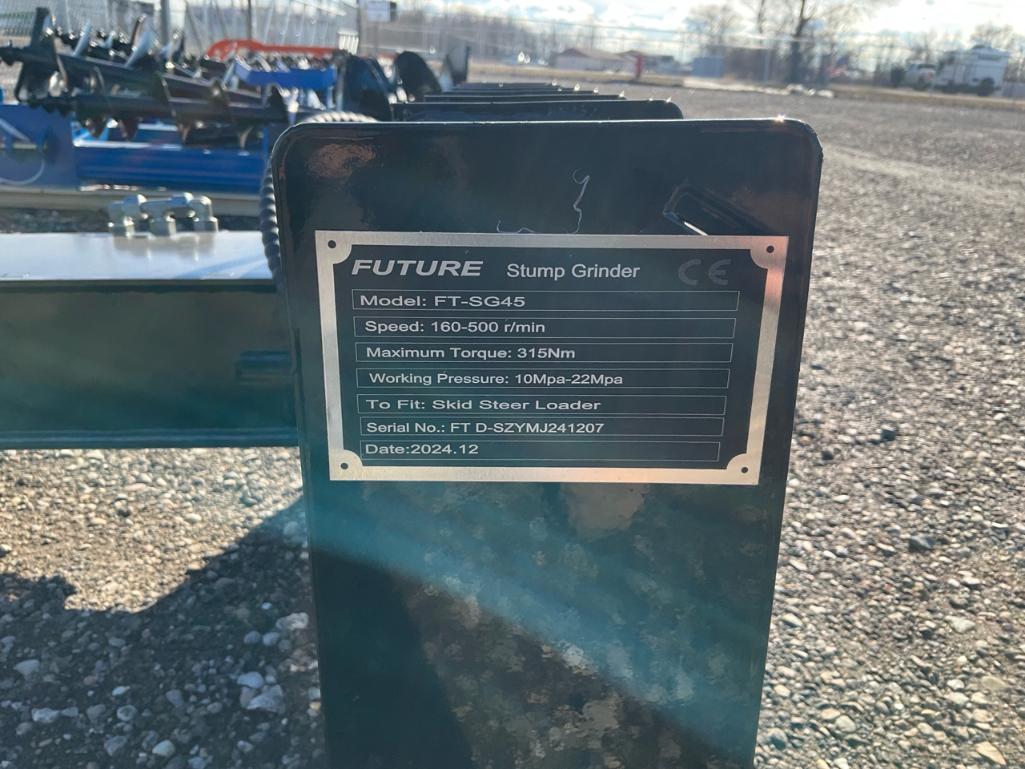 FUTURE Stump Grinder CE
Model: FT-SG45
Speed: 160-500 r/min
Maximum Torque: 315Nm
Working Pressure: 10Mpa-22Mpa
To Fit: Skid Steer Loader
Serial No.: FT D-SZYMJ241207
Date:2024.12